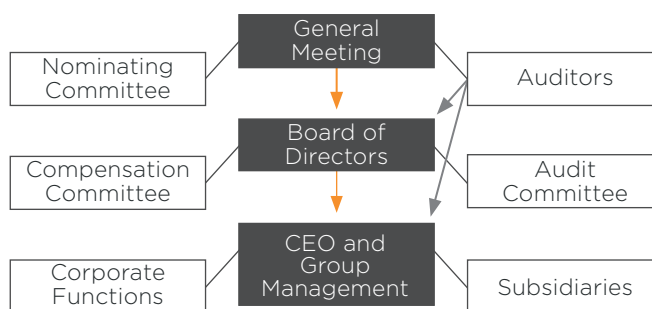 General
Meeting
Nominating
Committee
Auditors
Board of
Directors
Compensation
Committee
Audit
Committee
CEO and
Group
Management
Corporate
Functions
Subsidiaries